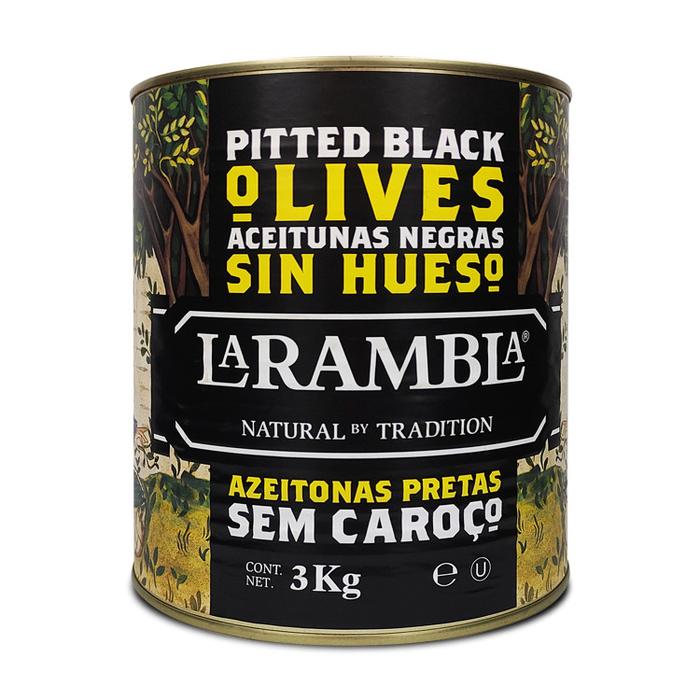 PITTED BLACK
OLIVES
ACEITUNAS NEGRAS
SIN HUESO
LARAMBLA®
NATURAL BY TRADITION
AZEITONAS PRETAS
SEM CAROÇO
CONT.
NET. 3Kg ℮ U